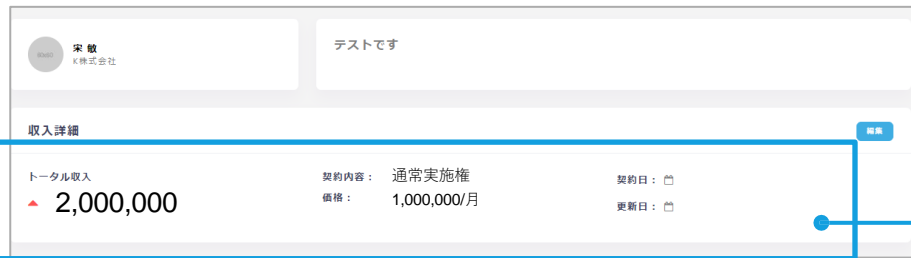 60x60
宋 敏
K株式会社
テストです
収入詳細
編集
トータル収入
2,000,000
契約内容： 通常実施権
価格： 1,000,000/月
契約日：
更新日：